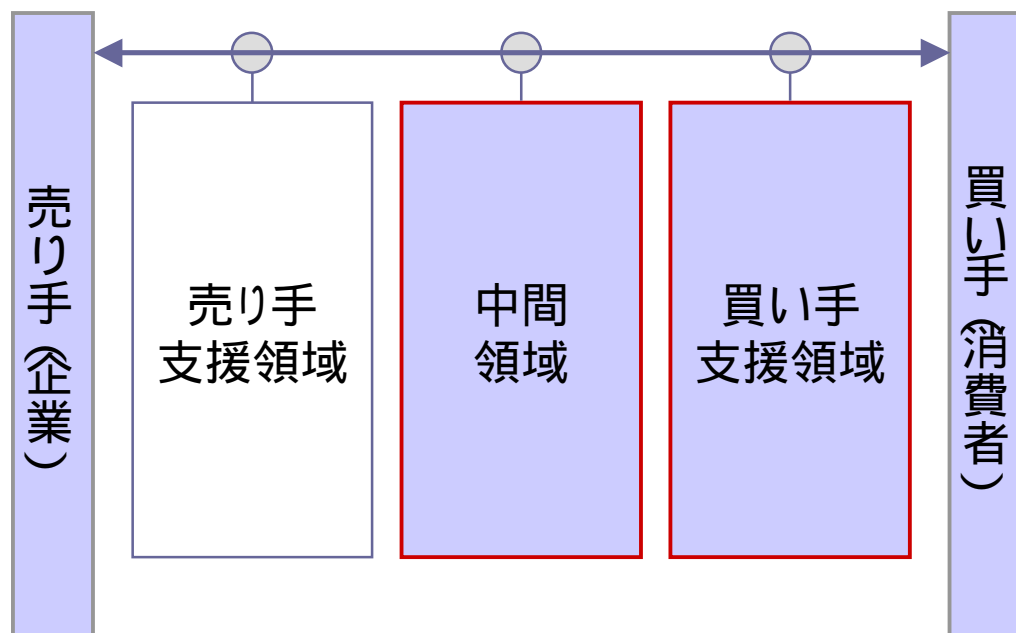 売り手（企業）
売り手
支援領域
中間
領域
買い手
支援領域
買い手（消費者）